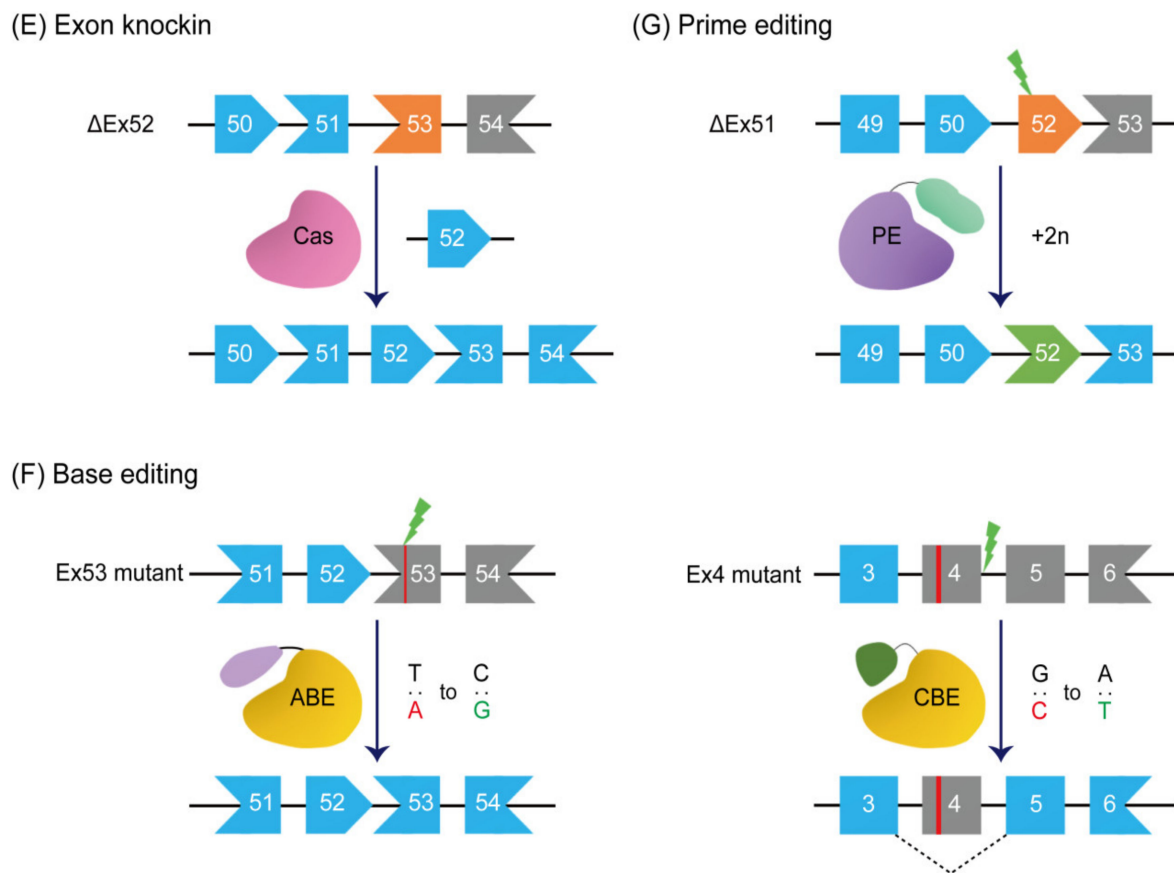 (E) Exon knockin
ΔEx52
50 51 53 54
Cas
52
50 51 52 53 54
(G) Prime editing
ΔEx51
49 50 52 53
PE
+2n
49 50 52 53
(F) Base editing
Ex53 mutant
51 52 53 54
ABE
T to C
A G
51 52 53 54
Ex4 mutant
3 4 5 6
CBE
G to A
C T
3 4 5 6